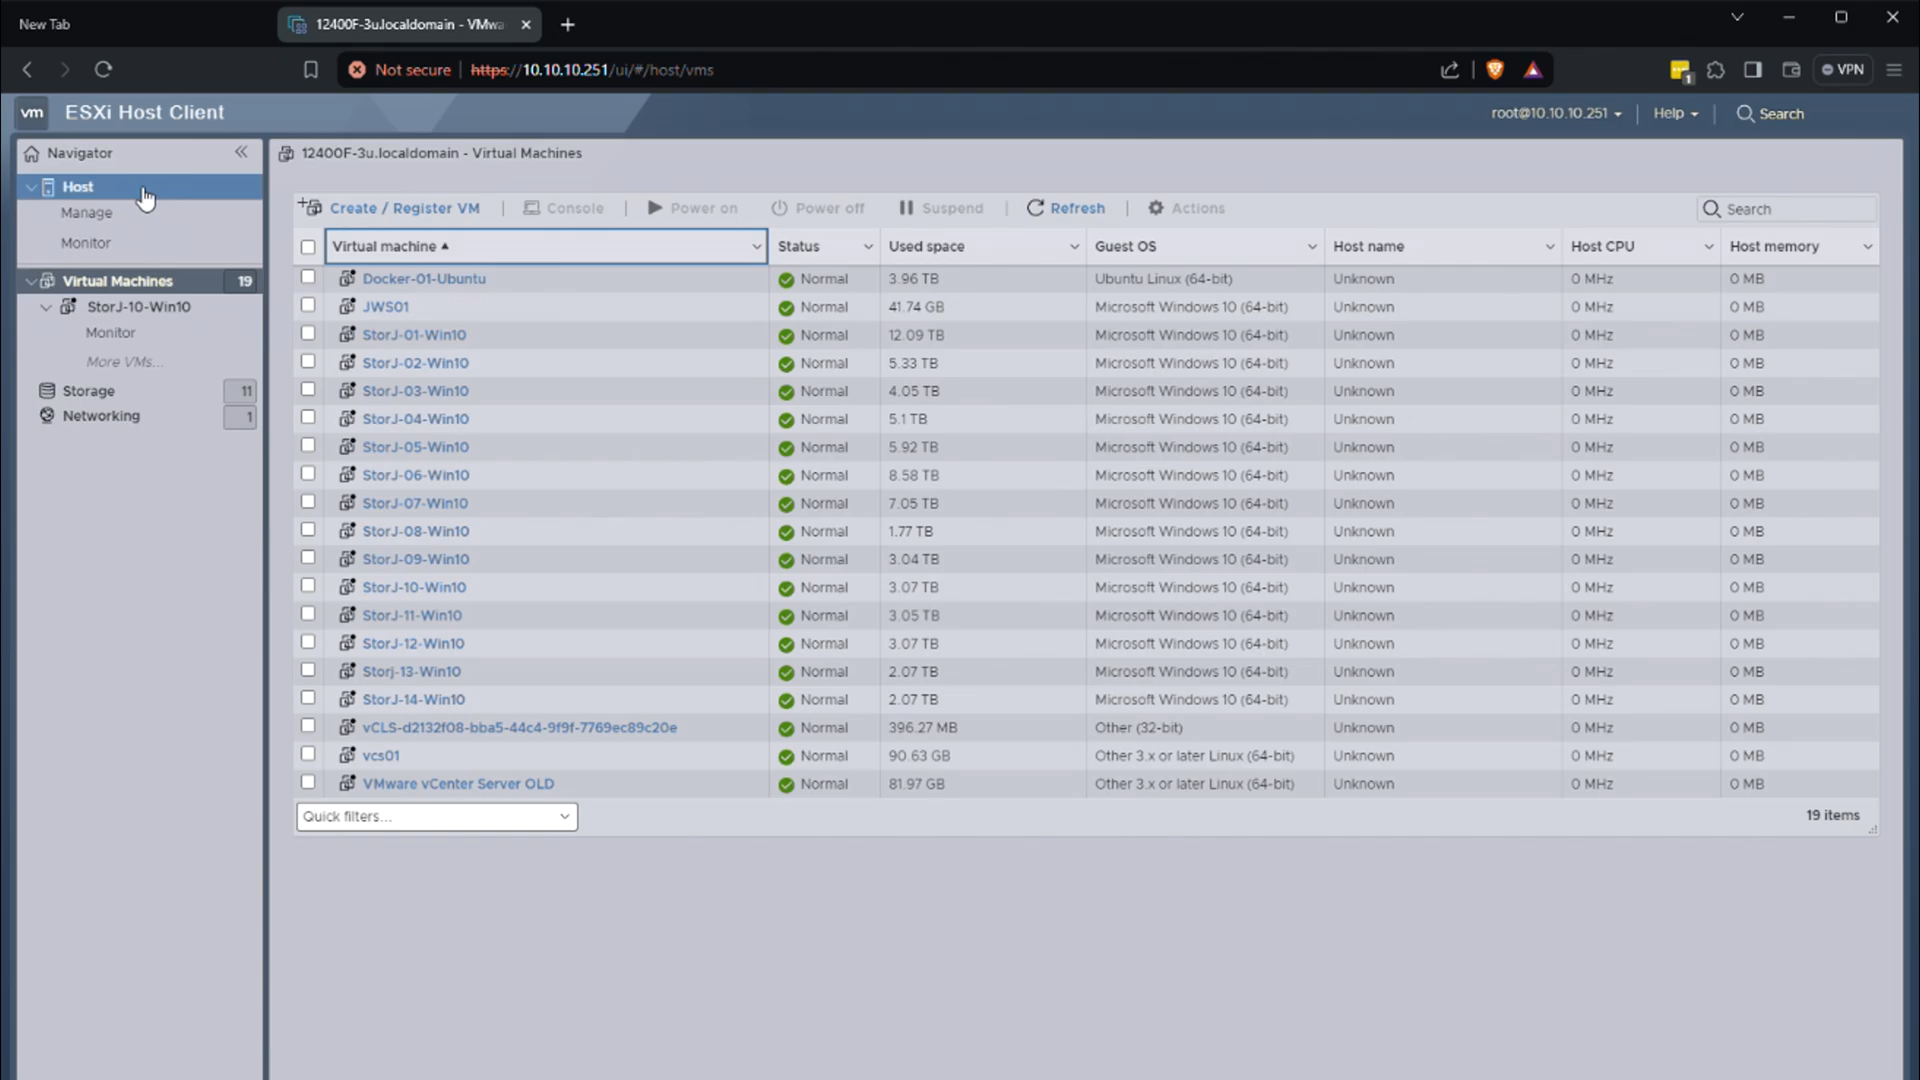 New Tab
12400F-3u.localdomain - VMwa
Not secure https://10.10.10.251/ui/#/host/vms
1
VPN
vm ESXi Host Client
root@10.10.10.251 Help Search
Navigator
12400F-3u.localdomain - Virtual Machines
Host
Manage
Monitor
Virtual Machines 19
StorJ-10-Win10
Monitor
More VMs...
Storage 11
Networking 1
Create / Register VM Console Power on Power off Suspend Refresh Actions Search
Virtual machine Status Used space Guest OS Host name Host CPU Host memory
Docker-01-Ubuntu Normal 3.96 TB Ubuntu Linux (64-bit) Unknown 0 MHz 0 MB
JWS01 Normal 41.74 GB Microsoft Windows 10 (64-bit) Unknown 0 MHz 0 MB
StorJ-01-Win10 Normal 12.09 TB Microsoft Windows 10 (64-bit) Unknown 0 MHz 0 MB
StorJ-02-Win10 Normal 5.33 TB Microsoft Windows 10 (64-bit) Unknown 0 MHz 0 MB
StorJ-03-Win10 Normal 4.05 TB Microsoft Windows 10 (64-bit) Unknown 0 MHz 0 MB
StorJ-04-Win10 Normal 5.1 TB Microsoft Windows 10 (64-bit) Unknown 0 MHz 0 MB
StorJ-05-Win10 Normal 5.92 TB Microsoft Windows 10 (64-bit) Unknown 0 MHz 0 MB
StorJ-06-Win10 Normal 8.58 TB Microsoft Windows 10 (64-bit) Unknown 0 MHz 0 MB
StorJ-07-Win10 Normal 7.05 TB Microsoft Windows 10 (64-bit) Unknown 0 MHz 0 MB
StorJ-08-Win10 Normal 1.77 TB Microsoft Windows 10 (64-bit) Unknown 0 MHz 0 MB
StorJ-09-Win10 Normal 3.04 TB Microsoft Windows 10 (64-bit) Unknown 0 MHz 0 MB
StorJ-10-Win10 Normal 3.07 TB Microsoft Windows 10 (64-bit) Unknown 0 MHz 0 MB
StorJ-11-Win10 Normal 3.05 TB Microsoft Windows 10 (64-bit) Unknown 0 MHz 0 MB
StorJ-12-Win10 Normal 3.07 TB Microsoft Windows 10 (64-bit) Unknown 0 MHz 0 MB
Storj-13-Win10 Normal 2.07 TB Microsoft Windows 10 (64-bit) Unknown 0 MHz 0 MB
StorJ-14-Win10 Normal 2.07 TB Microsoft Windows 10 (64-bit) Unknown 0 MHz 0 MB
vCLS-d2132f08-bba5-44c4-9f9f-7769ec89c20e Normal 396.27 MB Other (32-bit) Unknown 0 MHz 0 MB
vcs01 Normal 90.63 GB Other 3.x or later Linux (64-bit) Unknown 0 MHz 0 MB
VMware vCenter Server OLD Normal 81.97 GB Other 3.x or later Linux (64-bit) Unknown 0 MHz 0 MB
Quick filters... 19 items